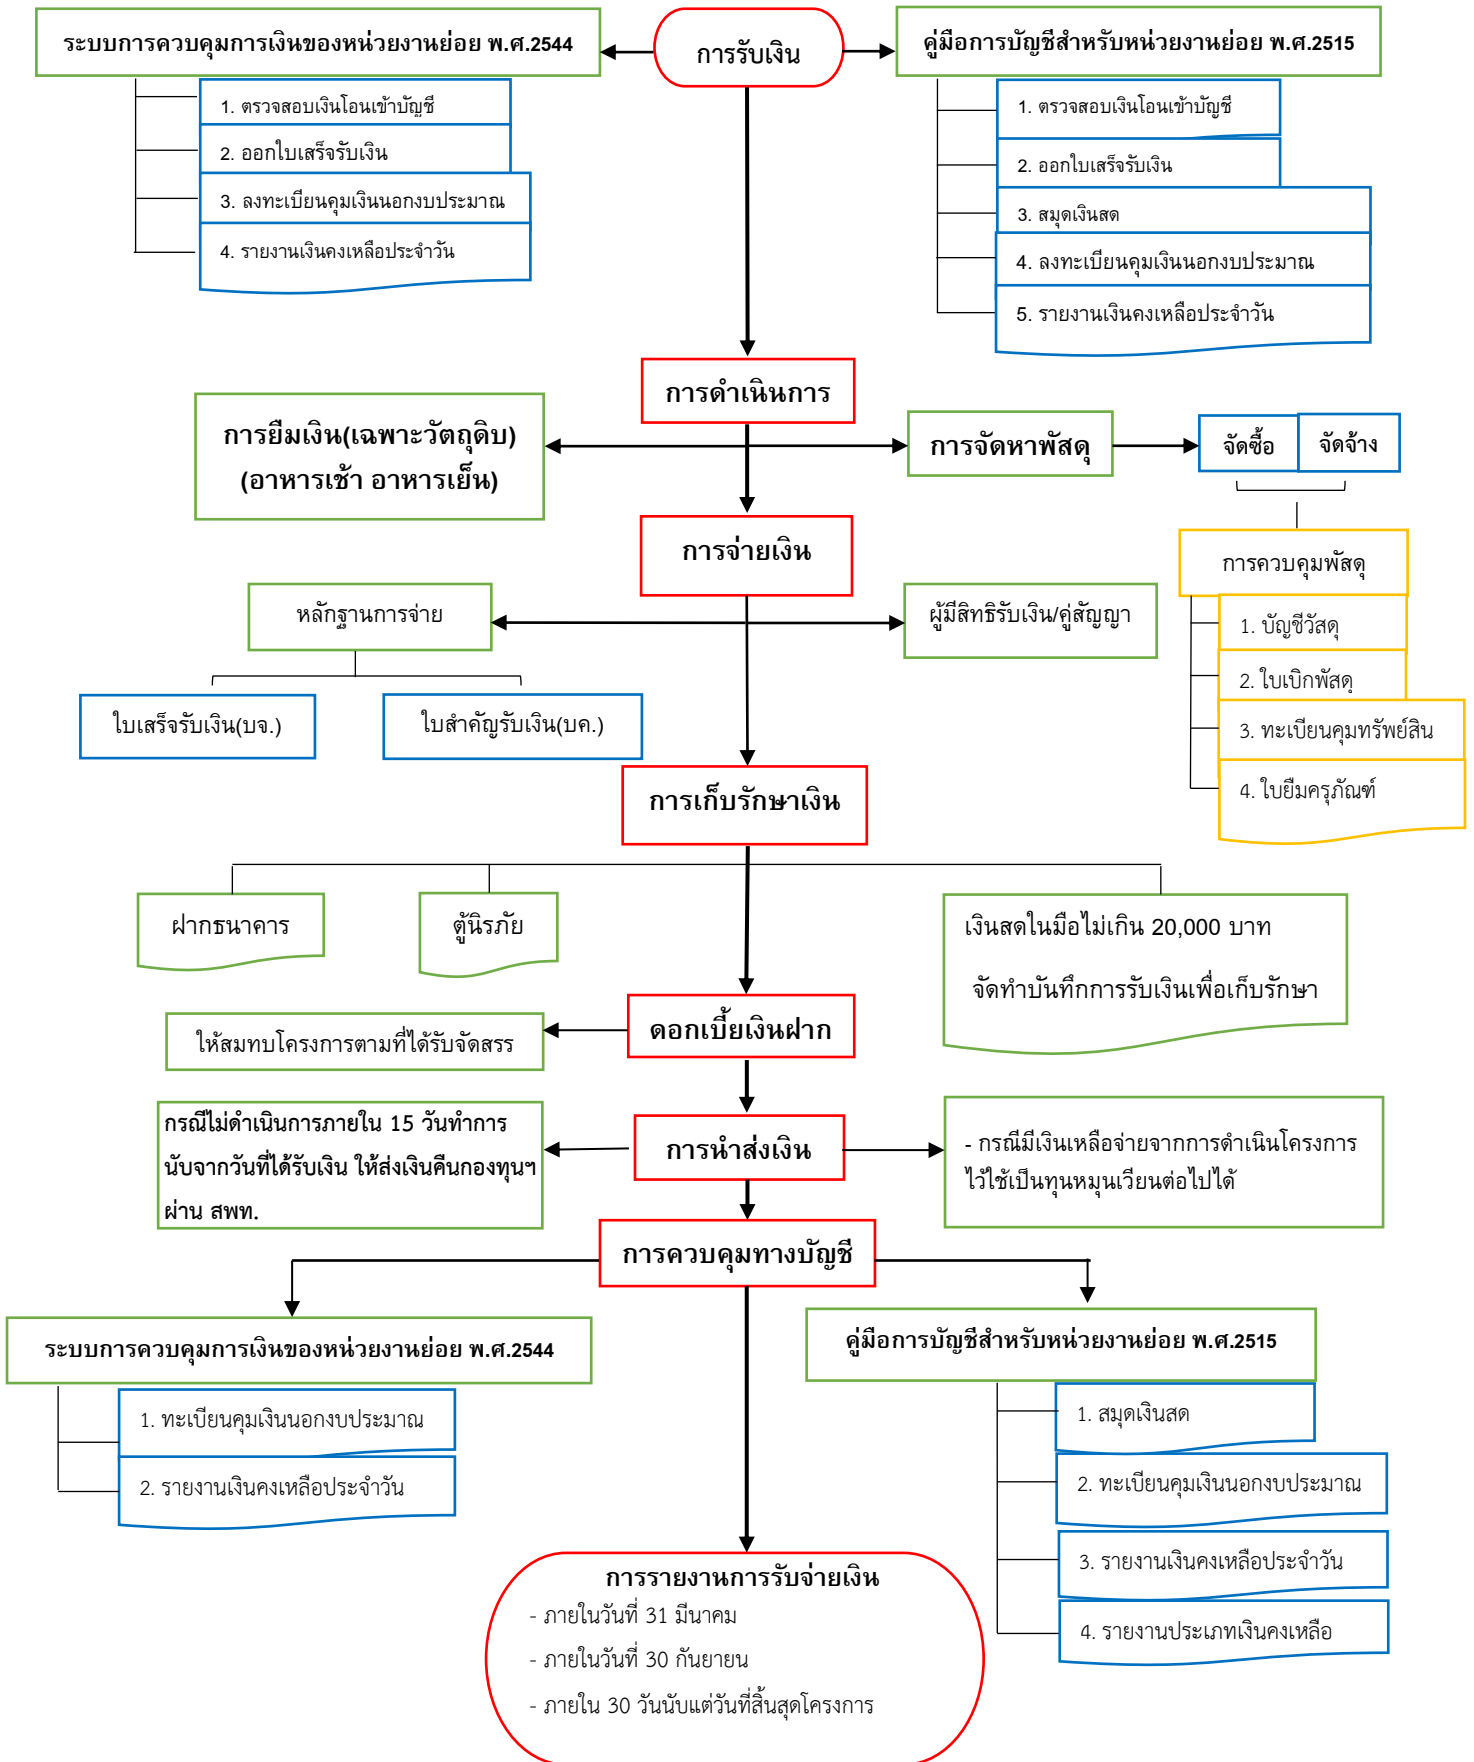 การรับเงิน
ระบบการควบคุมการเงินของหน่วยงานย่อย พ.ศ.2544
1. ตรวจสอบเงินโอนเข้าบัญชี
2. ออกใบเสร็จรับเงิน
3. ลงทะเบียนคุมเงินนอกงบประมาณ
4. รายงานเงินคงเหลือประจำวัน
คู่มือการบัญชีสำหรับหน่วยงานย่อย พ.ศ.2515
1. ตรวจสอบเงินโอนเข้าบัญชี
2. ออกใบเสร็จรับเงิน
3. สมุดเงินสด
4. ลงทะเบียนคุมเงินนอกงบประมาณ
5. รายงานเงินคงเหลือประจำวัน
การดำเนินการ
การยืมเงิน(เฉพาะวัตถุดิบ)
(อาหารเช้า อาหารเย็น)
การจัดหาพัสดุ
จัดซื้อ
จัดจ้าง
การควบคุมพัสดุ
1. บัญชีวัสดุ
2. ใบเบิกพัสดุ
3. ทะเบียนคุมทรัพย์สิน
4. ใบยืมครุภัณฑ์
การจ่ายเงิน
หลักฐานการจ่าย
ผู้มีสิทธิรับเงิน/คู่สัญญา
ใบเสร็จรับเงิน(บจ.)
ใบสำคัญรับเงิน(บค.)
การเก็บรักษาเงิน
ฝากธนาคาร
ตู้นิรภัย
เงินสดในมือไม่เกิน 20,000 บาท
จัดทำบันทึกการรับเงินเพื่อเก็บรักษา
ดอกเบี้ยเงินฝาก
ให้สมทบโครงการตามที่ได้รับจัดสรร
การนำส่งเงิน
กรณีไม่ดำเนินการภายใน 15 วันทำการ
นับจากวันที่ได้รับเงิน ให้ส่งเงินคืนกองทุนฯ
ผ่าน สพท.
- กรณีมีเงินเหลือจ่ายจากการดำเนินโครงการ
ไว้ใช้เป็นทุนหมุนเวียนต่อไปได้
การควบคุมทางบัญชี
ระบบการควบคุมการเงินของหน่วยงานย่อย พ.ศ.2544
1. ทะเบียนคุมเงินนอกงบประมาณ
2. รายงานเงินคงเหลือประจำวัน
คู่มือการบัญชีสำหรับหน่วยงานย่อย พ.ศ.2515
1. สมุดเงินสด
2. ทะเบียนคุมเงินนอกงบประมาณ
3. รายงานเงินคงเหลือประจำวัน
4. รายงานประเภทเงินคงเหลือ
การรายงานการรับจ่ายเงิน
- ภายในวันที่ 31 มีนาคม
- ภายในวันที่ 30 กันยายน
- ภายใน 30 วันนับแต่วันที่สิ้นสุดโครงการ